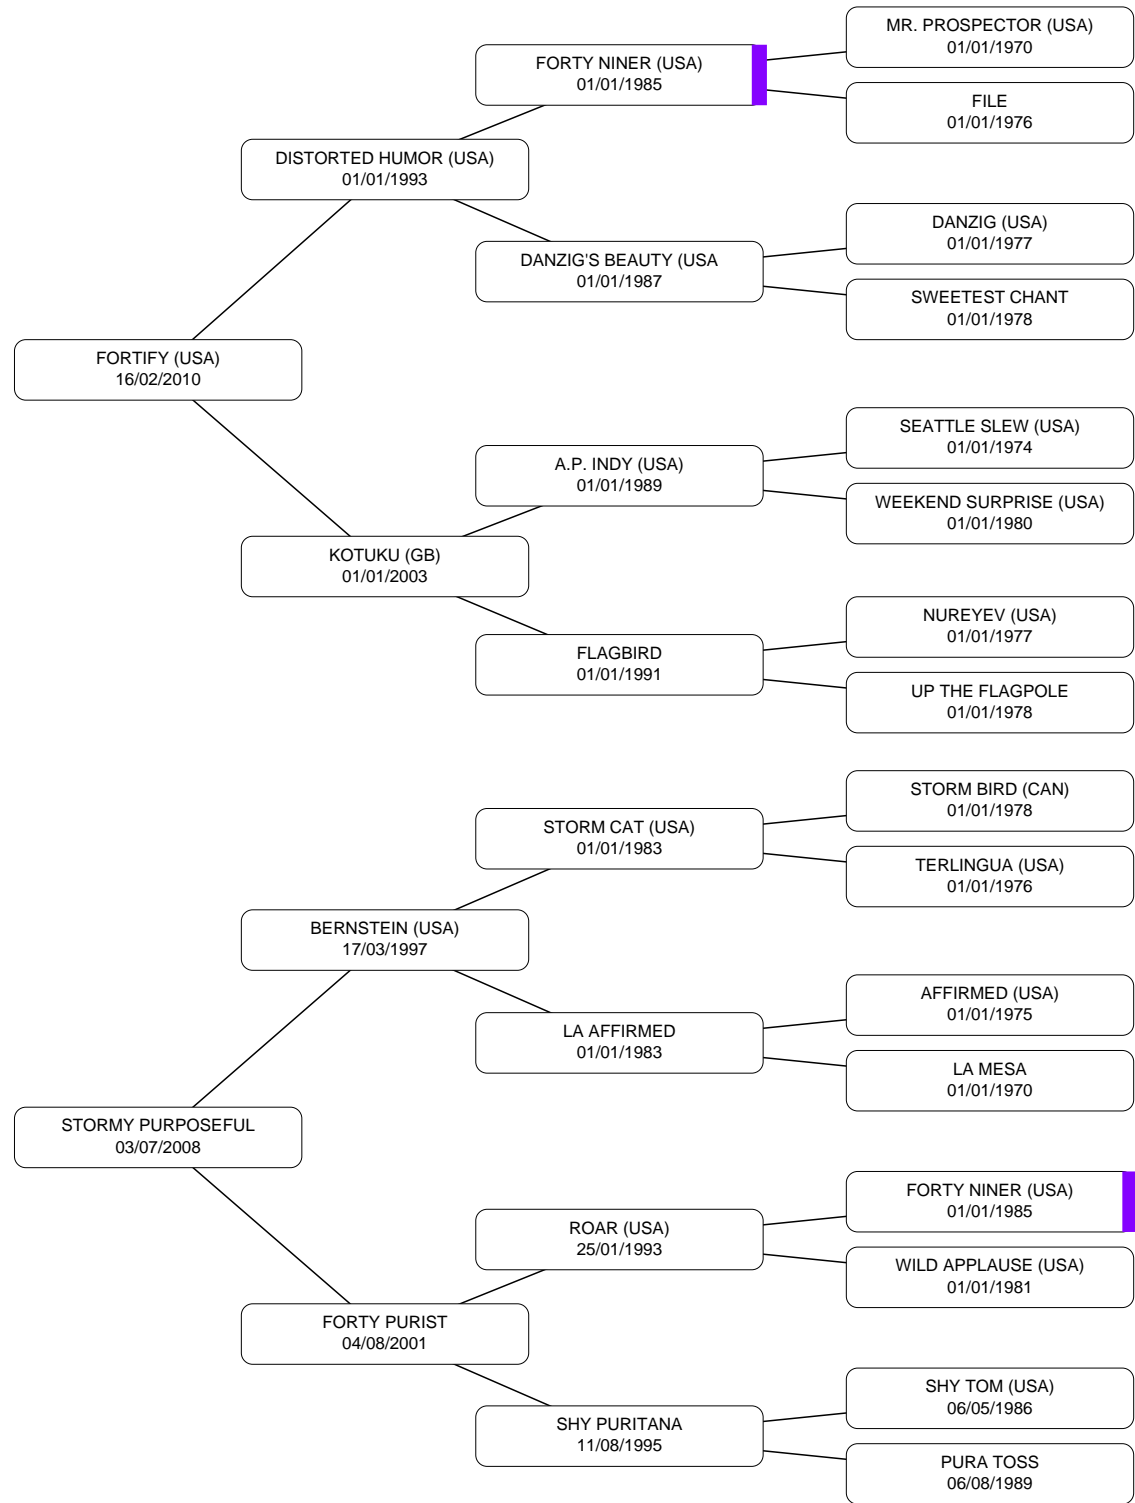 MR. PROSPECTOR (USA)
01/01/1970
FORTY NINER (USA)
01/01/1985
FILE
01/01/1976
DISTORTED HUMOR (USA)
01/01/1993
DANZIG (USA)
01/01/1977
DANZIG'S BEAUTY (USA
01/01/1987
SWEETEST CHANT
01/01/1978
FORTIFY (USA)
16/02/2010
SEATTLE SLEW (USA)
01/01/1974
A.P. INDY (USA)
01/01/1989
WEEKEND SURPRISE (USA)
01/01/1980
KOTUKU (GB)
01/01/2003
NUREYEV (USA)
01/01/1977
FLAGBIRD
01/01/1991
UP THE FLAGPOLE
01/01/1978
STORM BIRD (CAN)
01/01/1978
STORM CAT (USA)
01/01/1983
TERLINGUA (USA)
01/01/1976
BERNSTEIN (USA)
17/03/1997
AFFIRMED (USA)
01/01/1975
LA AFFIRMED
01/01/1983
LA MESA
01/01/1970
STORMY PURPOSEFUL
03/07/2008
FORTY NINER (USA)
01/01/1985
ROAR (USA)
25/01/1993
WILD APPLAUSE (USA)
01/01/1981
FORTY PURIST
04/08/2001
SHY TOM (USA)
06/05/1986
SHY PURITANA
11/08/1995
PURA TOSS
06/08/1989